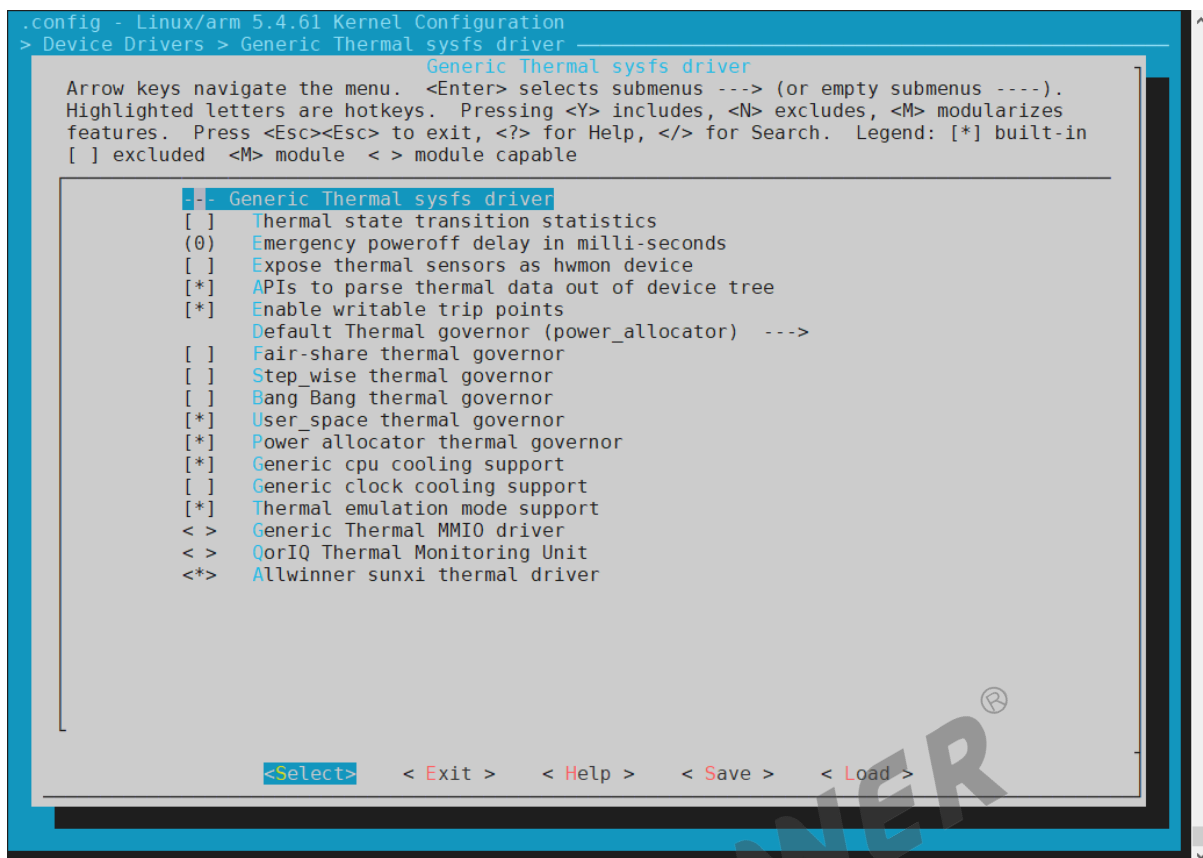 .config - Linux/arm 5.4.61 Kernel Configuration
> Device Drivers > Generic Thermal sysfs driver
Generic Thermal sysfs driver
Arrow keys navigate the menu.  <Enter> selects submenus ---> (or empty submenus ----).
Highlighted letters are hotkeys.  Pressing <Y> includes, <N> excludes, <M> modularizes
features.  Press <Esc><Esc> to exit, <?> for Help, </> for Search.  Legend: [*] built-in
[ ] excluded  <M> module  < > module capable
--- Generic Thermal sysfs driver
[ ]   Thermal state transition statistics
(0)   Emergency poweroff delay in milli-seconds
[ ]   Expose thermal sensors as hwmon device
[*]   APIs to parse thermal data out of device tree
[*]   Enable writable trip points
Default Thermal governor (power_allocator)  --->
[ ]   Fair-share thermal governor
[ ]   Step_wise thermal governor
[ ]   Bang Bang thermal governor
[*]   User_space thermal governor
[*]   Power allocator thermal governor
[*]   Generic cpu cooling support
[ ]   Generic clock cooling support
[*]   Thermal emulation mode support
< >   Generic Thermal MMIO driver
< >   QorIQ Thermal Monitoring Unit
<*>   Allwinner sunxi thermal driver
<Select>    < Exit >    < Help >    < Save >    < Load >